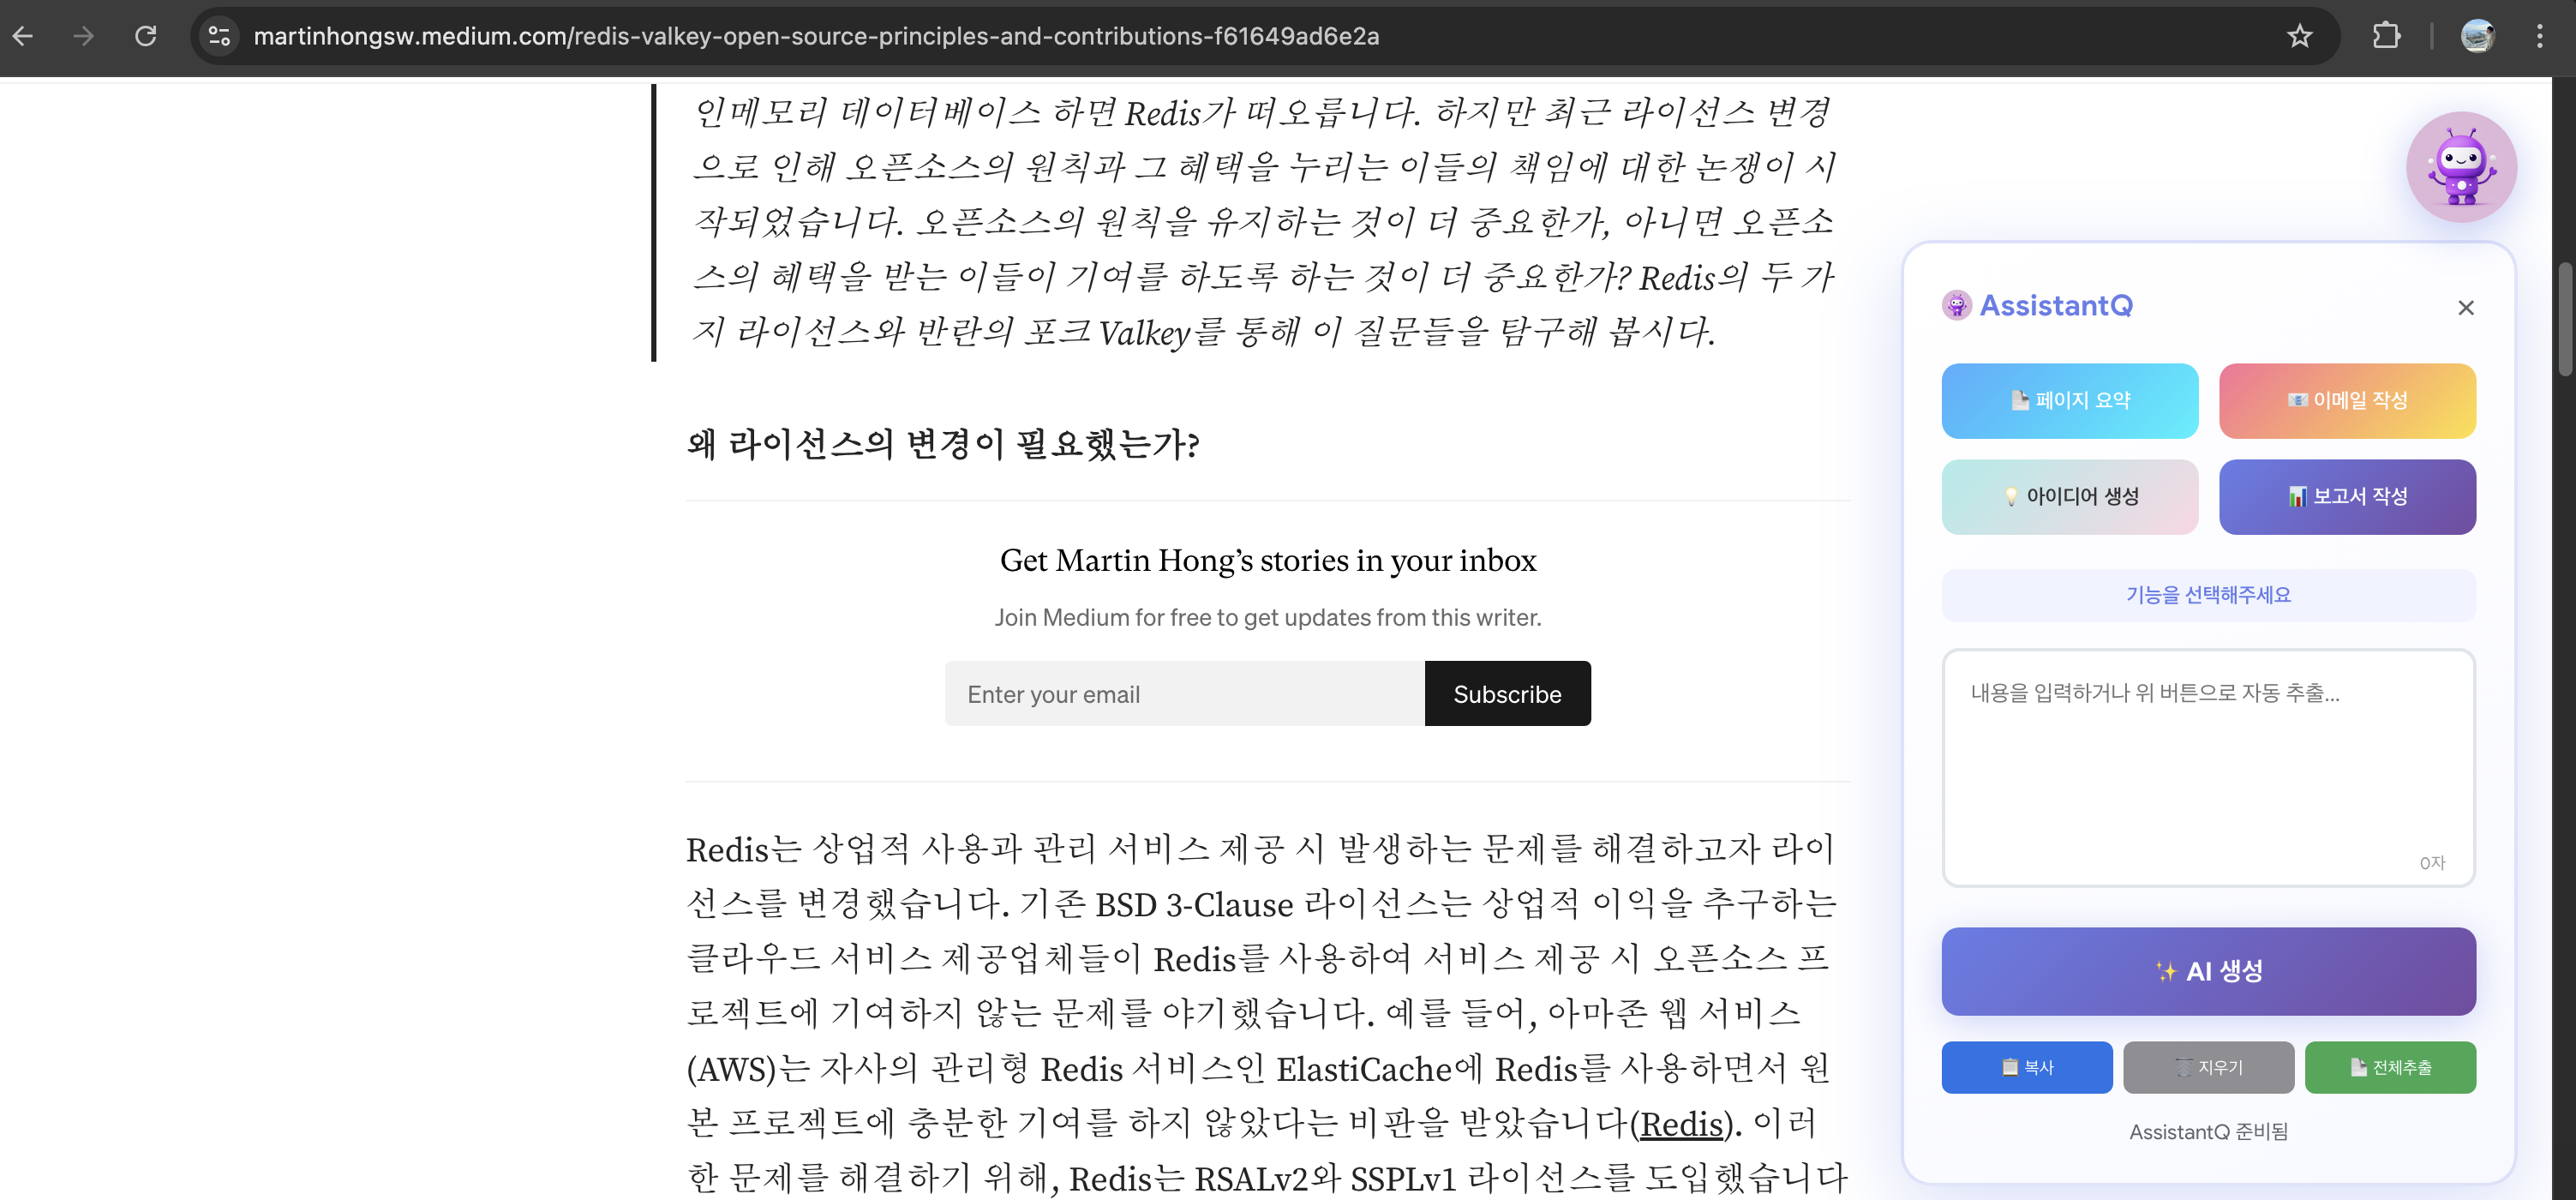 martinhongsw.medium.com/redis-valkey-open-source-principles-and-contributions-f61649ad6e2a
인메모리 데이터베이스 하면 Redis가 떠오릅니다. 하지만 최근 라이선스 변경
으로 인해 오픈소스의 원칙과 그 혜택을 누리는 이들의 책임에 대한 논쟁이 시
작되었습니다. 오픈소스의 원칙을 유지하는 것이 더 중요한가, 아니면 오픈소
스의 혜택을 받는 이들이 기여를 하도록 하는 것이 더 중요한가? Redis의 두 가
지 라이선스와 반란의 포크 Valkey를 통해 이 질문들을 탐구해 봅시다.
왜 라이선스의 변경이 필요했는가?
Get Martin Hong’s stories in your inbox
Join Medium for free to get updates from this writer.
Enter your email
Subscribe
Redis는 상업적 사용과 관리 서비스 제공 시 발생하는 문제를 해결하고자 라이
선스를 변경했습니다. 기존 BSD 3-Clause 라이선스는 상업적 이익을 추구하는
클라우드 서비스 제공업체들이 Redis를 사용하여 서비스 제공 시 오픈소스 프
로젝트에 기여하지 않는 문제를 야기했습니다. 예를 들어, 아마존 웹 서비스
(AWS)는 자사의 관리형 Redis 서비스인 ElastiCache에 Redis를 사용하면서 원
본 프로젝트에 충분한 기여를 하지 않았다는 비판을 받았습니다(Redis). 이러
한 문제를 해결하기 위해, Redis는 RSALv2와 SSPLv1 라이선스를 도입했습니다
AssistantQ
페이지 요약
이메일 작성
아이디어 생성
보고서 작성
기능을 선택해주세요
내용을 입력하거나 위 버튼으로 자동 추출...
0자
✨ AI 생성
복사
지우기
전체추출
AssistantQ 준비됨